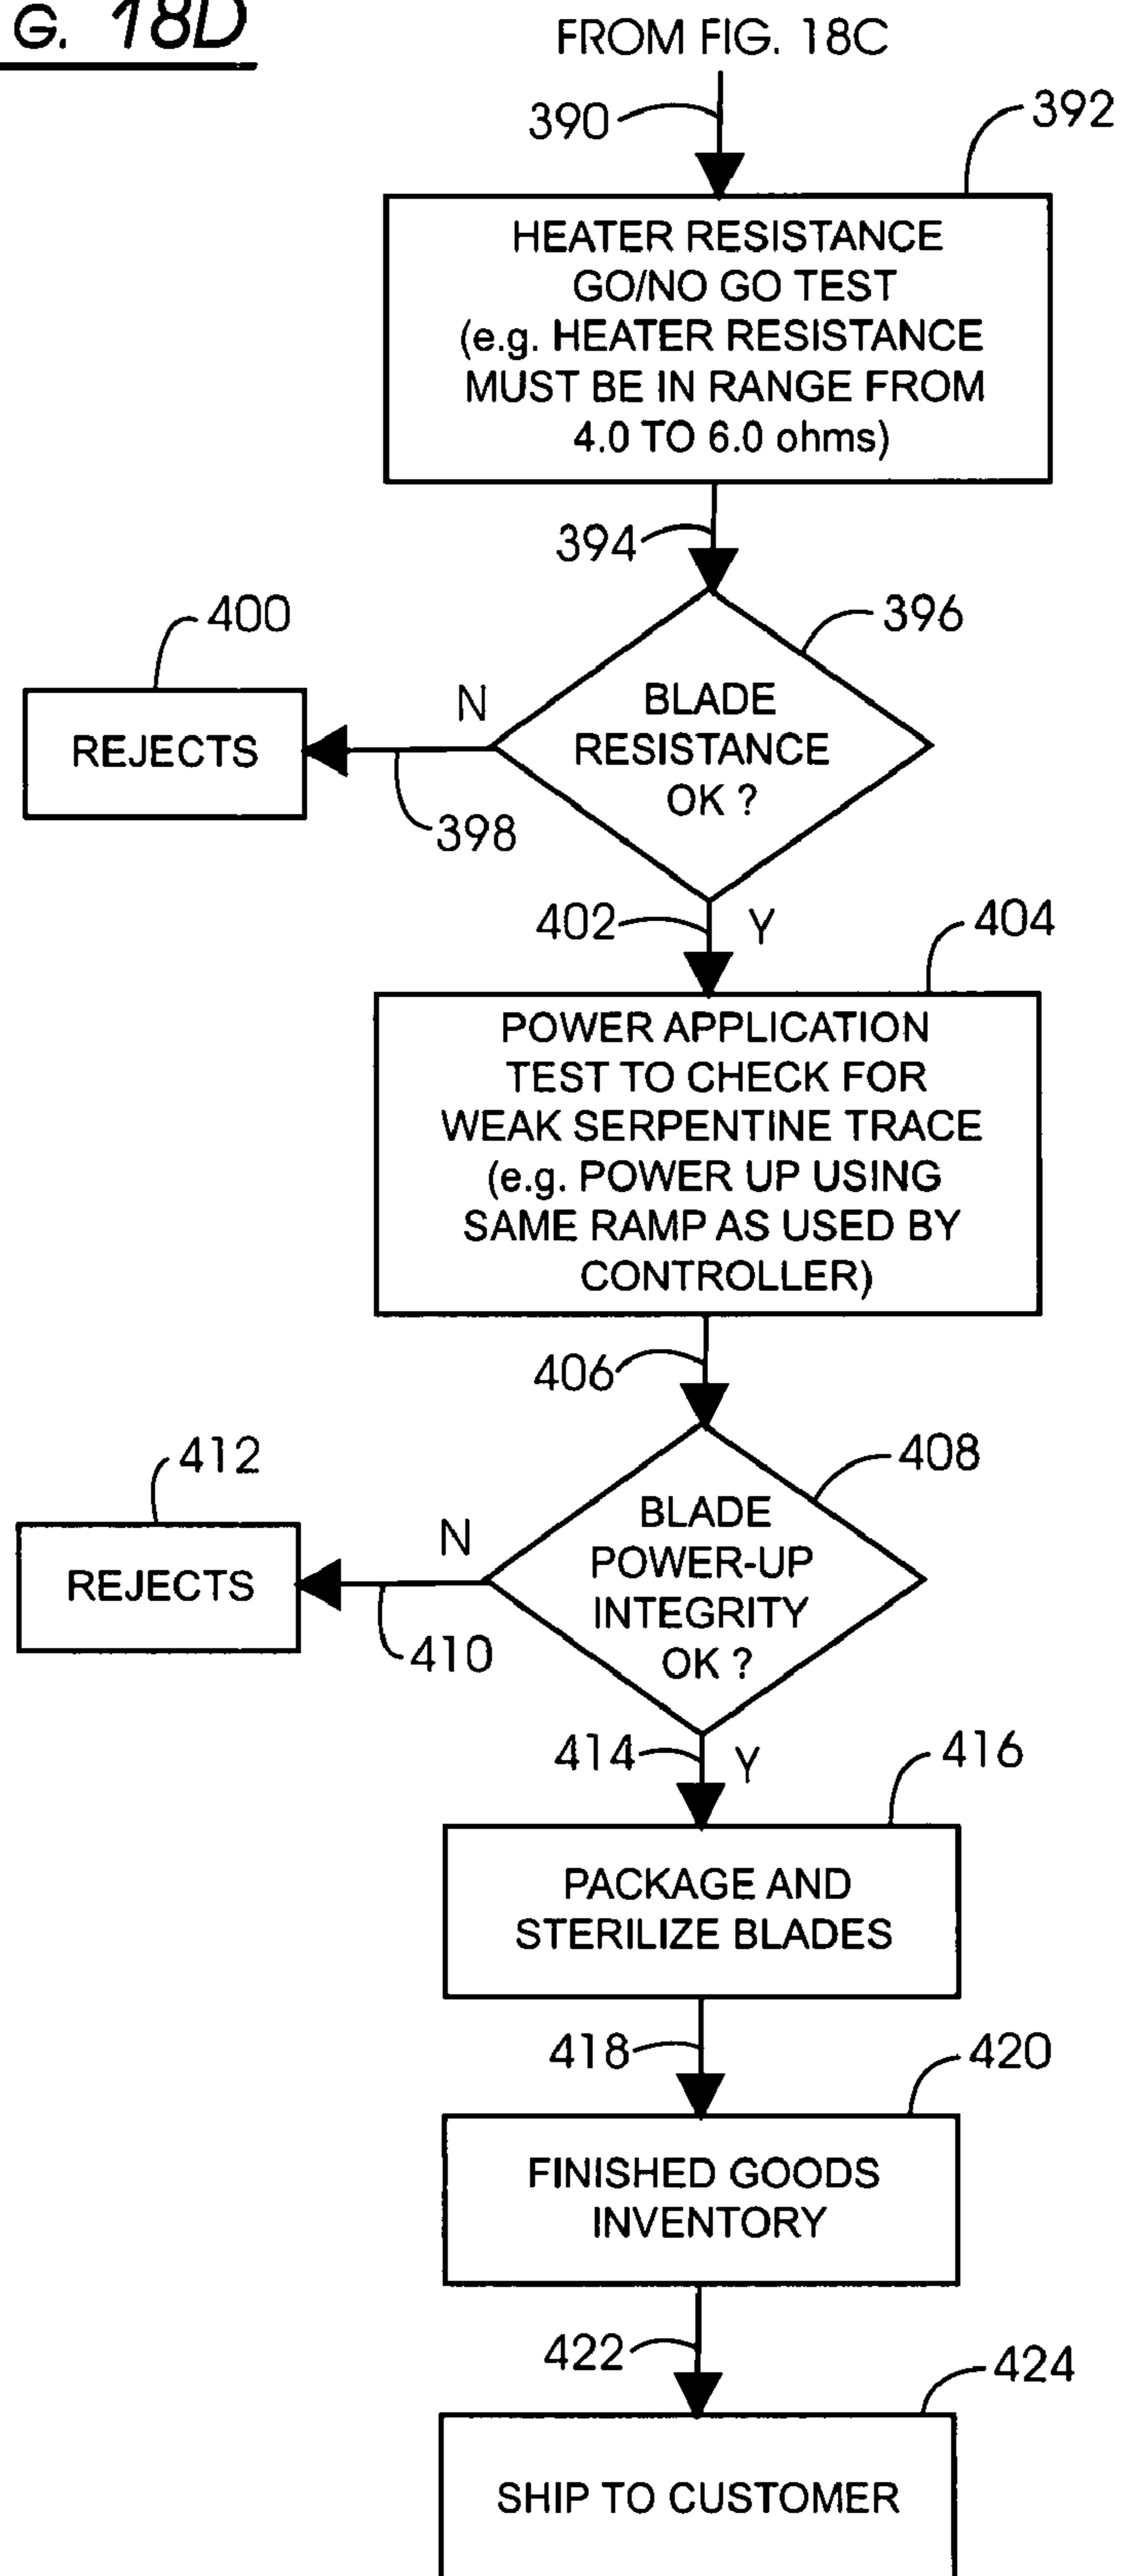 G. 18D
FROM FIG. 18C
390
392
HEATER RESISTANCE
GO/NO GO TEST
(e.g. HEATER RESISTANCE
MUST BE IN RANGE FROM
4.0 TO 6.0 ohms)
394
396
400
N
BLADE
RESISTANCE
OK ?
REJECTS
398
402
Y
404
POWER APPLICATION
TEST TO CHECK FOR
WEAK SERPENTINE TRACE
(e.g. POWER UP USING
SAME RAMP AS USED BY
CONTROLLER)
406
408
412
N
BLADE
POWER-UP
INTEGRITY
OK ?
REJECTS
410
414
Y
416
PACKAGE AND
STERILIZE BLADES
418
420
FINISHED GOODS
INVENTORY
422
424
SHIP TO CUSTOMER